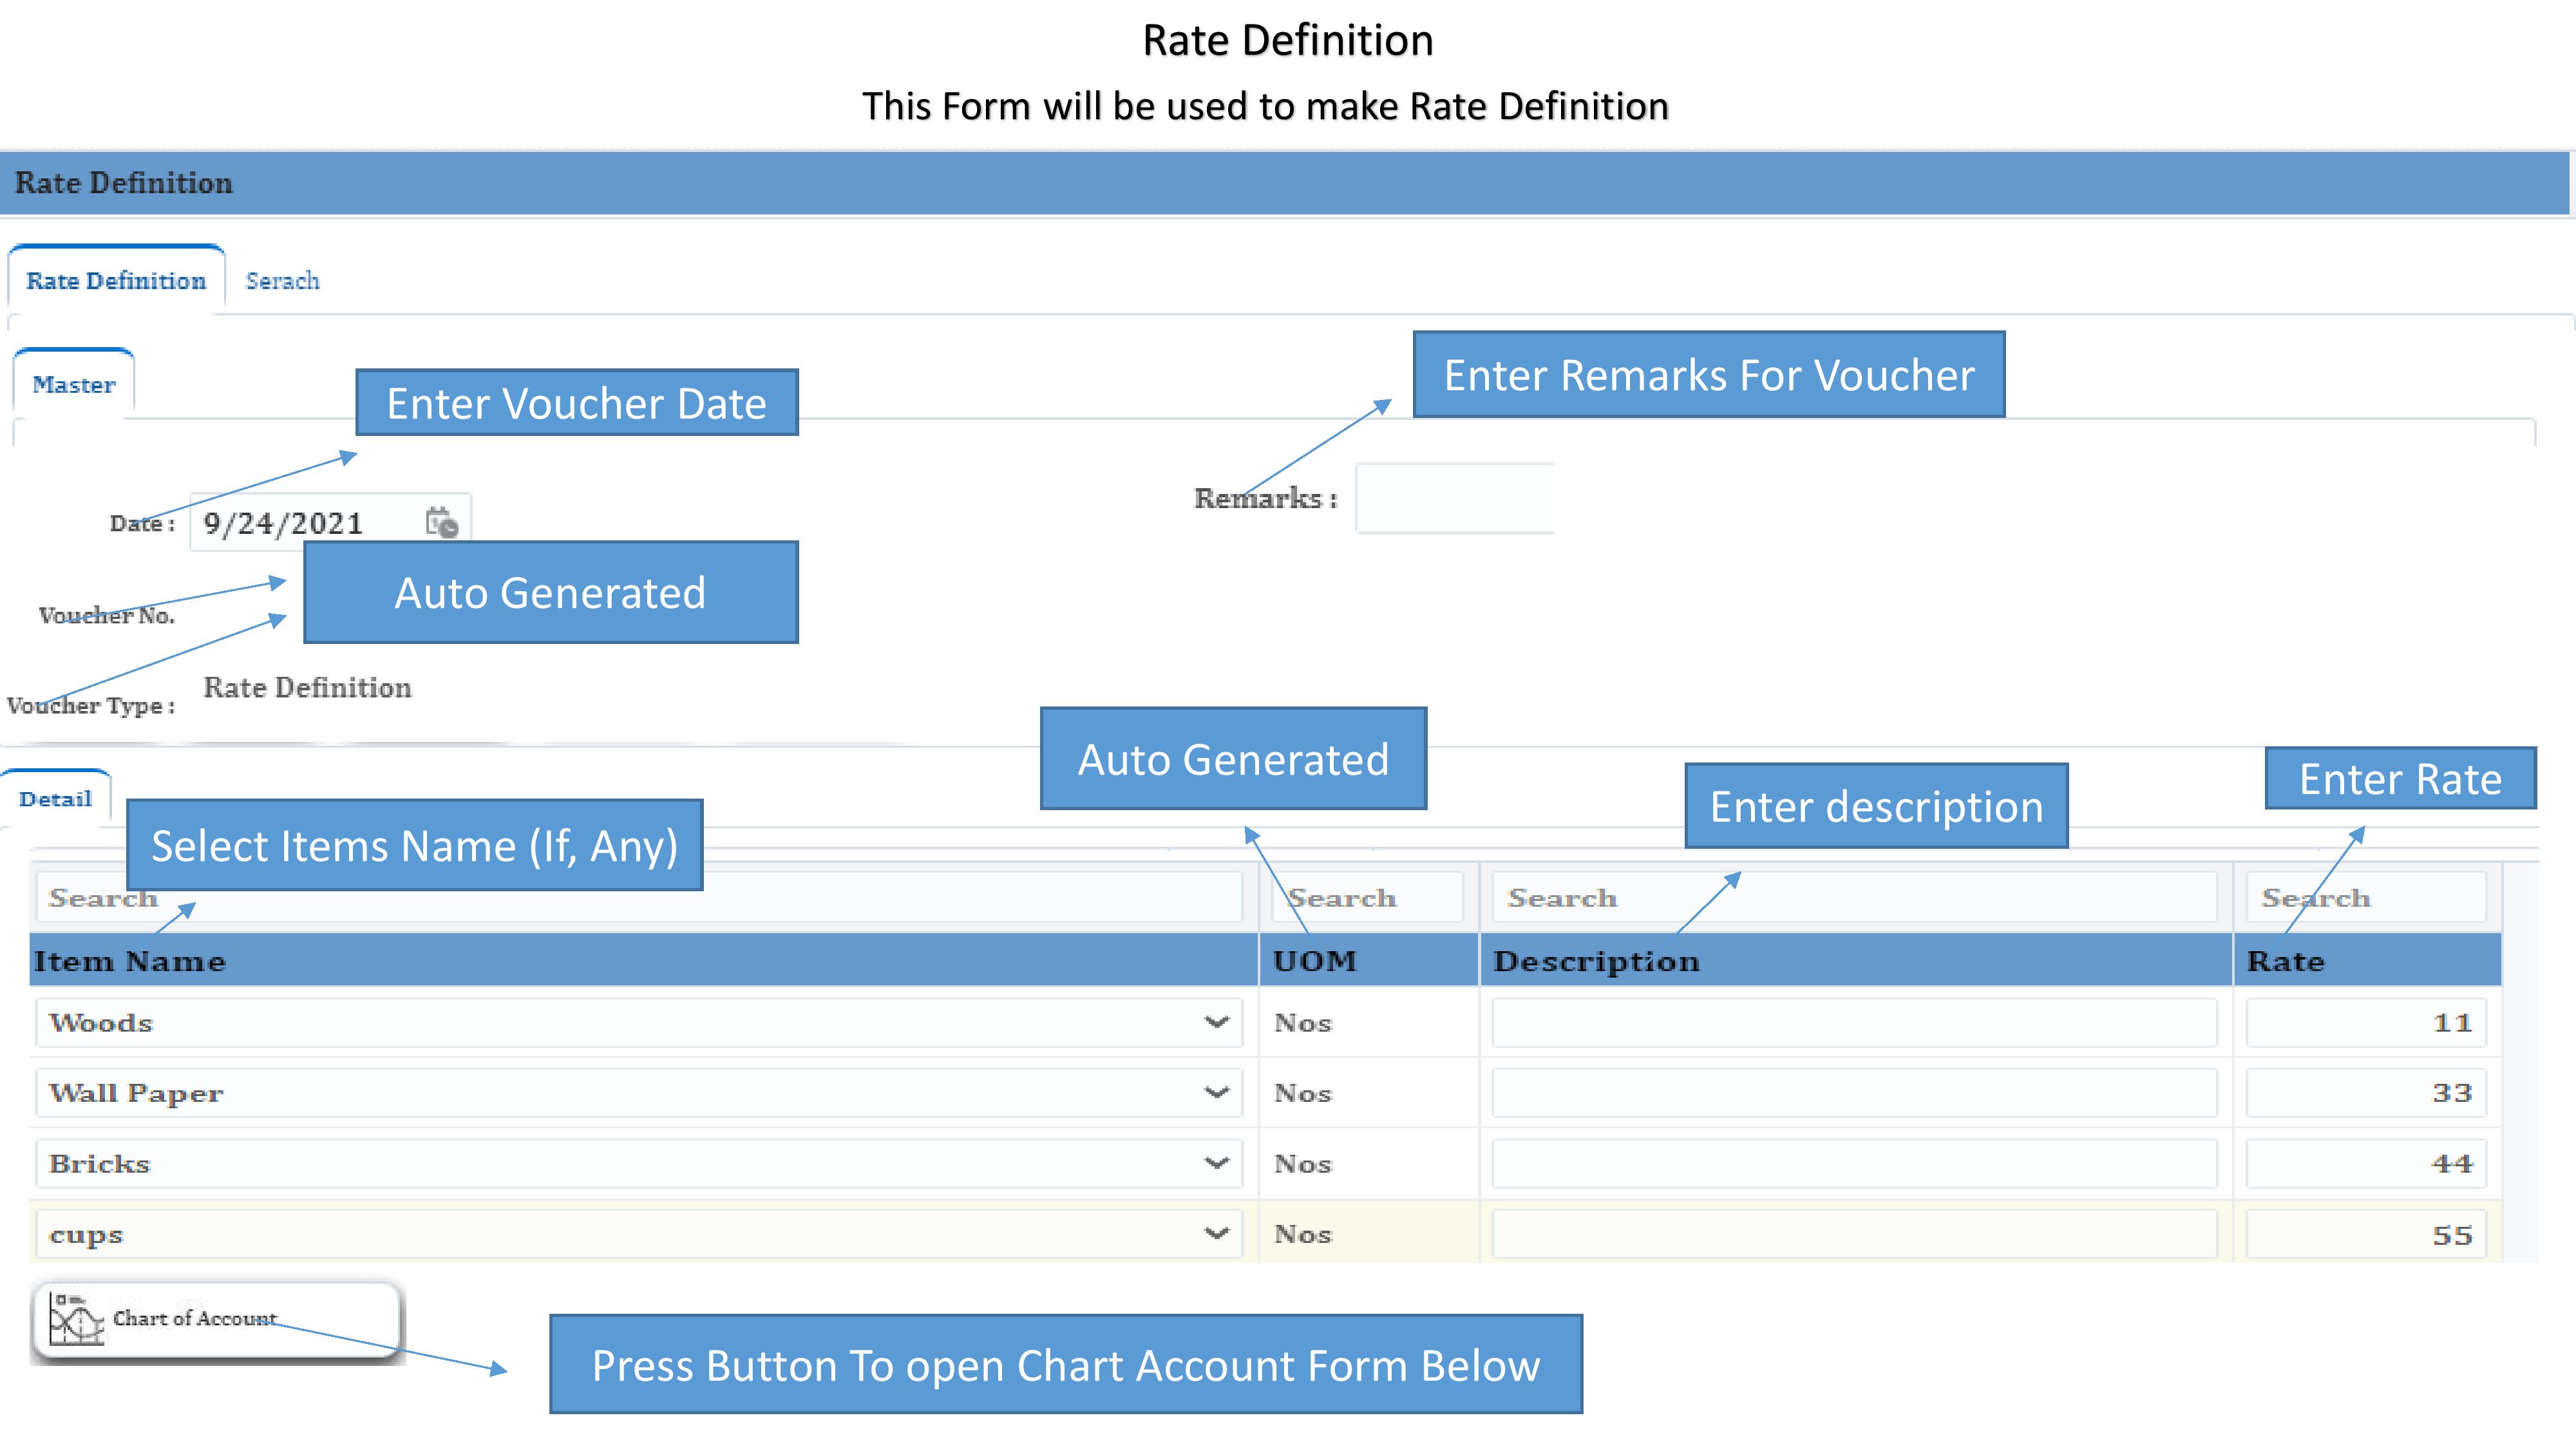 Rate Definition
This Form will be used to make Rate Definition
Rate Definition
Rate Definition Serach
Master
Enter Voucher Date
Enter Remarks For Voucher
Date : 9/24/2021
Remarks :
Auto Generated
Voucher No.
Voucher Type : Rate Definition
Auto Generated
Enter description
Enter Rate
Detail
Select Items Name (If, Any)
Search Search Search Search
Item Name UOM Description Rate
Woods Nos 11
Wall Paper Nos 33
Bricks Nos 44
cups Nos 55
Chart of Account
Press Button To open Chart Account Form Below